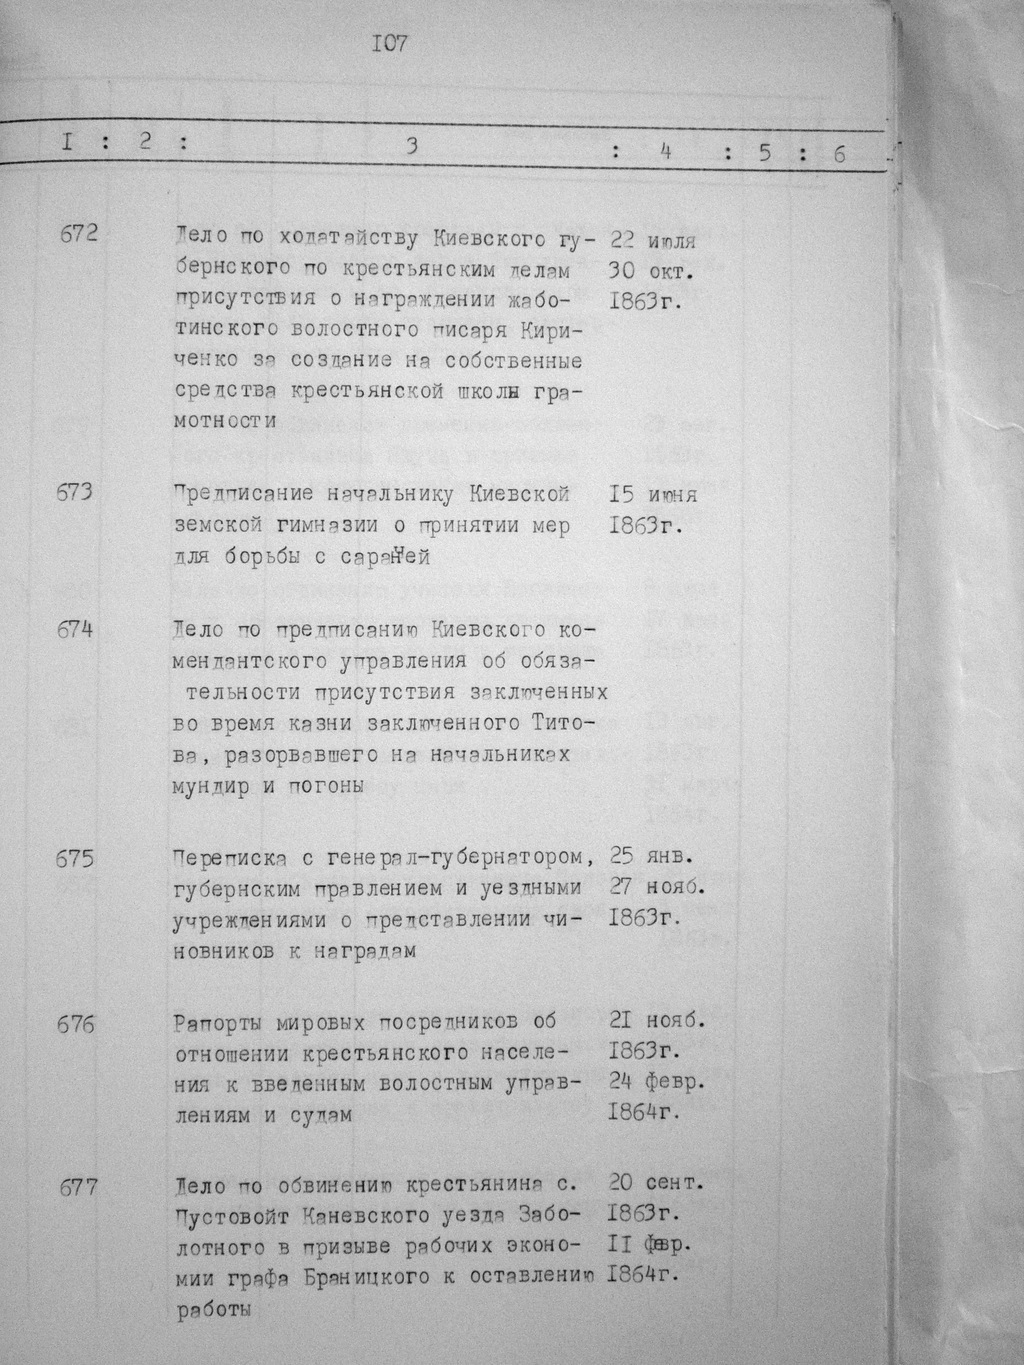 107
1 : 2 : 3 : 4 : 5 : 6
672 Дело по ходатайству Киевского гу- 22 июля
бернского по крестьянским делам 30 окт.
присутствия о награждении жабо- 1863г.
тинского волостного писаря Кири-
ченко за создание на собственные
средства крестьянской школы гра-
мотности
673 Предписание начальнику Киевской 15 июня
земской гимназии о принятии мер 1863г.
для борьбы с саранчей
674 Дело по предписанию Киевского ко-
мендантского управления об обяза-
тельности присутствия заключенных
во время казни заключенного Тито-
ва, разорвавшего на начальниках
мундир и погоны
675 Переписка с генерал-губернатором, 25 янв.
губернским правлением и уездными 27 нояб.
учреждениями о представлении чи- 1863г.
новников к наградам
676 Рапорты мировых посредников об 21 нояб.
отношении крестьянского населе- 1863г.
ния к введенным волостным управ- 24 февр.
лениям и судам 1864г.
677 Дело по обвинению крестьянина с. 20 сент.
Пустовойт Каневского уезда Забо- 1863г.
лотного в призыве рабочих эконо- 11 февр.
мии графа Браницкого к оставлению 1864г.
работы